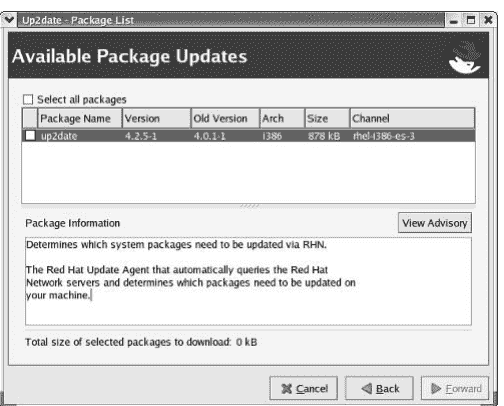 Up2date - Package List
Available Package Updates
Select all packages
Package Name Version Old Version Arch Size Channel
up2date 4.2.5-1 4.0.1-1 i386 878 kB rhel-i386-es-3
Package Information
View Advisory
Determines which system packages need to be updated via RHN.
The Red Hat Update Agent that automatically queries the Red Hat
Network servers and determines which packages need to be updated on
your machine.
Total size of selected packages to download: 0 kB
Cancel Back Forward